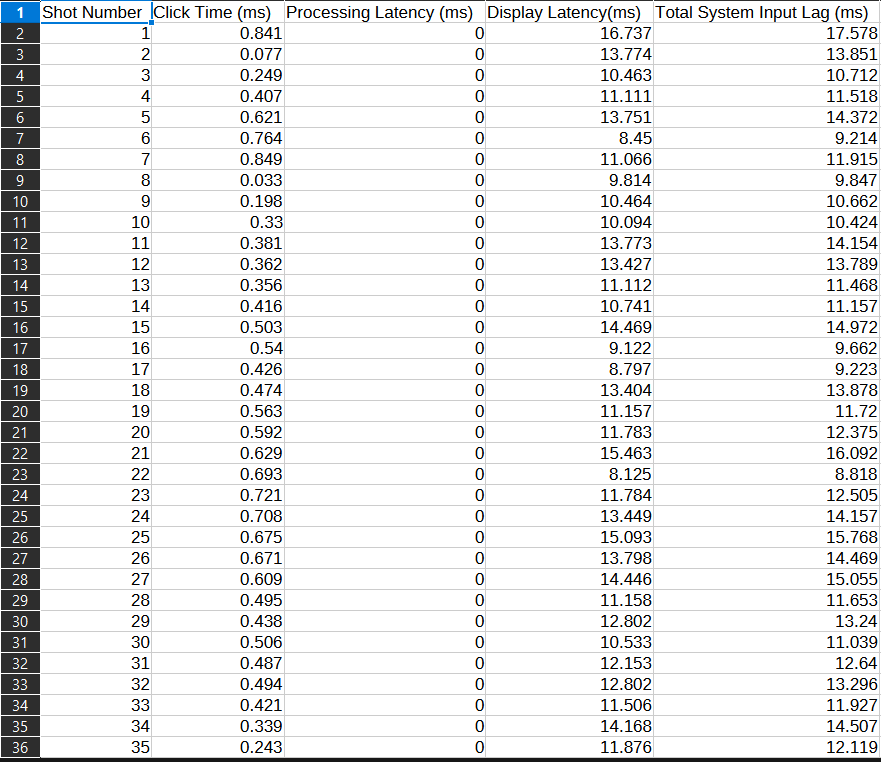 1 Shot Number Click Time (ms) Processing Latency (ms) Display Latency(ms) Total System Input Lag (ms)
2 1 0.841 0 16.737 17.578
3 2 0.077 0 13.774 13.851
4 3 0.249 0 10.463 10.712
5 4 0.407 0 11.111 11.518
6 5 0.621 0 13.751 14.372
7 6 0.764 0 8.45 9.214
8 7 0.849 0 11.066 11.915
9 8 0.033 0 9.814 9.847
10 9 0.198 0 10.464 10.662
11 10 0.33 0 10.094 10.424
12 11 0.381 0 13.773 14.154
13 12 0.362 0 13.427 13.789
14 13 0.356 0 11.112 11.468
15 14 0.416 0 10.741 11.157
16 15 0.503 0 14.469 14.972
17 16 0.54 0 9.122 9.662
18 17 0.426 0 8.797 9.223
19 18 0.474 0 13.404 13.878
20 19 0.563 0 11.157 11.72
21 20 0.592 0 11.783 12.375
22 21 0.629 0 15.463 16.092
23 22 0.693 0 8.125 8.818
24 23 0.721 0 11.784 12.505
25 24 0.708 0 13.449 14.157
26 25 0.675 0 15.093 15.768
27 26 0.671 0 13.798 14.469
28 27 0.609 0 14.446 15.055
29 28 0.495 0 11.158 11.653
30 29 0.438 0 12.802 13.24
31 30 0.506 0 10.533 11.039
32 31 0.487 0 12.153 12.64
33 32 0.494 0 12.802 13.296
34 33 0.421 0 11.506 11.927
35 34 0.339 0 14.168 14.507
36 35 0.243 0 11.876 12.119